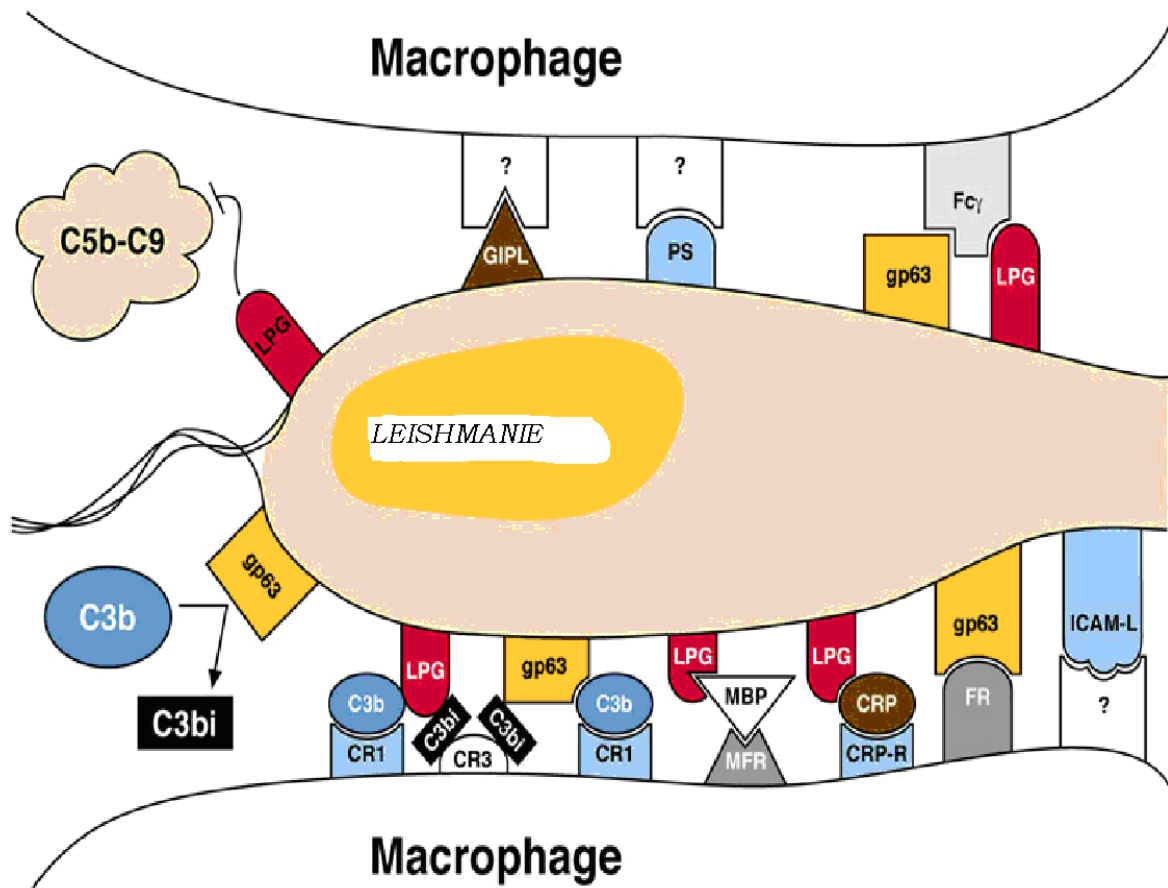 Macrophage
?
?
Fcγ
C5b-C9
GIPL
PS
gp63
LPG
LPG
LEISHMANIE
gp63
C3b
C3bi
LPG
gp63
LPG
LPG
gp63
ICAM-L
C3b
C3bi
C3bi
C3b
MBP
CRP
FR
?
CR1
CR3
CR1
MFR
CRP-R
Macrophage